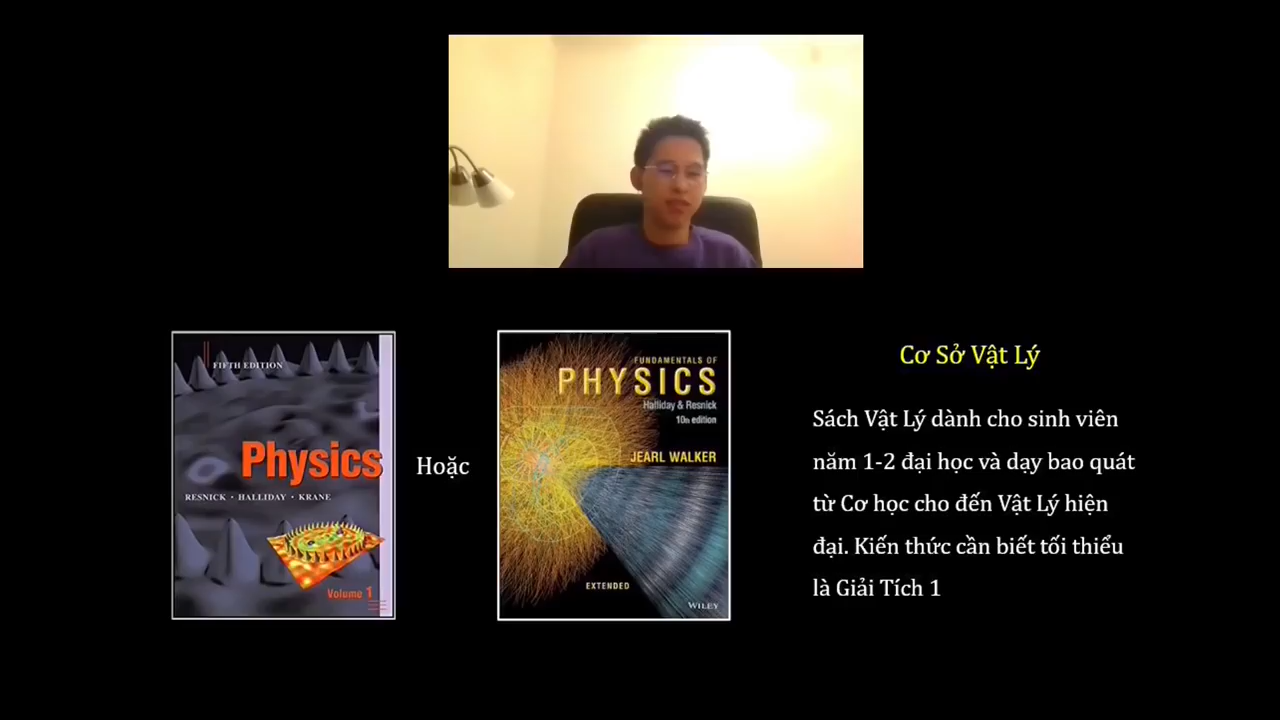 FIFTH EDITION
Physics
RESNICK · HALLIDAY · KRANE
Volume 1
Hoặc
FUNDAMENTALS OF
PHYSICS
Halliday & Resnick
10th edition
JEARL WALKER
EXTENDED
WILEY
Cơ Sở Vật Lý
Sách Vật Lý dành cho sinh viên
năm 1-2 đại học và dạy bao quát
từ Cơ học cho đến Vật Lý hiện
đại. Kiến thức cần biết tối thiểu
là Giải Tích 1